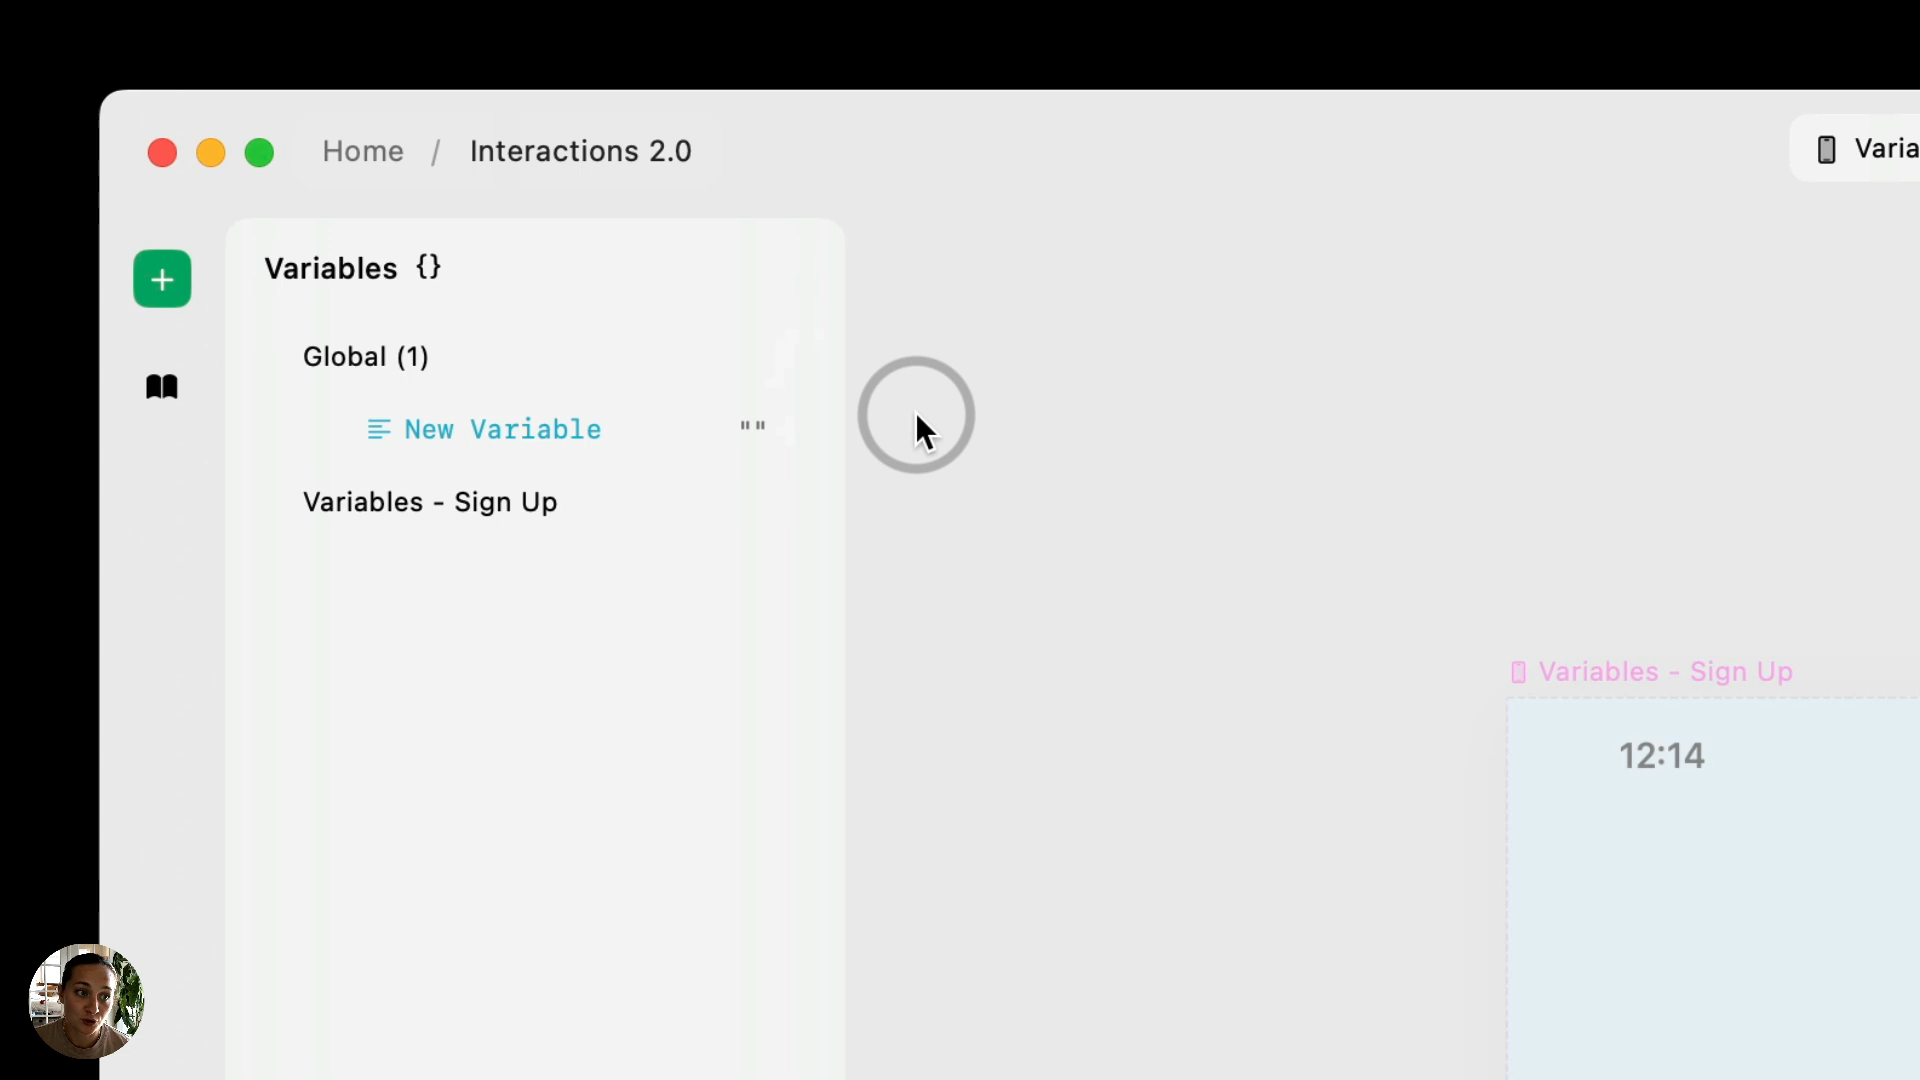 Home / Interactions 2.0
Varia
Variables {}
Global (1)
New Variable ""
Variables - Sign Up
Variables - Sign Up
12:14